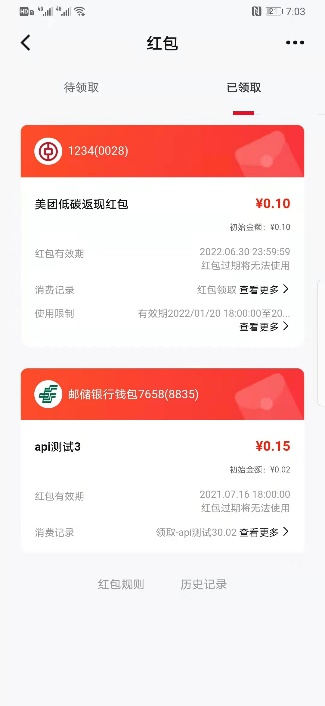 7:03
红包
待领取
已领取
1234(0028)
美团低碳返现红包
¥0.10
初始金额：¥0.10
红包有效期
2022.06.30 23:59:59
红包过期将无法使用
消费记录
红包领取 查看更多
使用限制
有效期2022/01/20 18:00:00至20...
查看更多
邮储银行钱包7658(8835)
api测试3
¥0.15
初始金额：¥0.02
红包有效期
2021.07.16 18:00:00
红包过期将无法使用
消费记录
领取-api测试30.02 查看更多
红包规则
历史记录